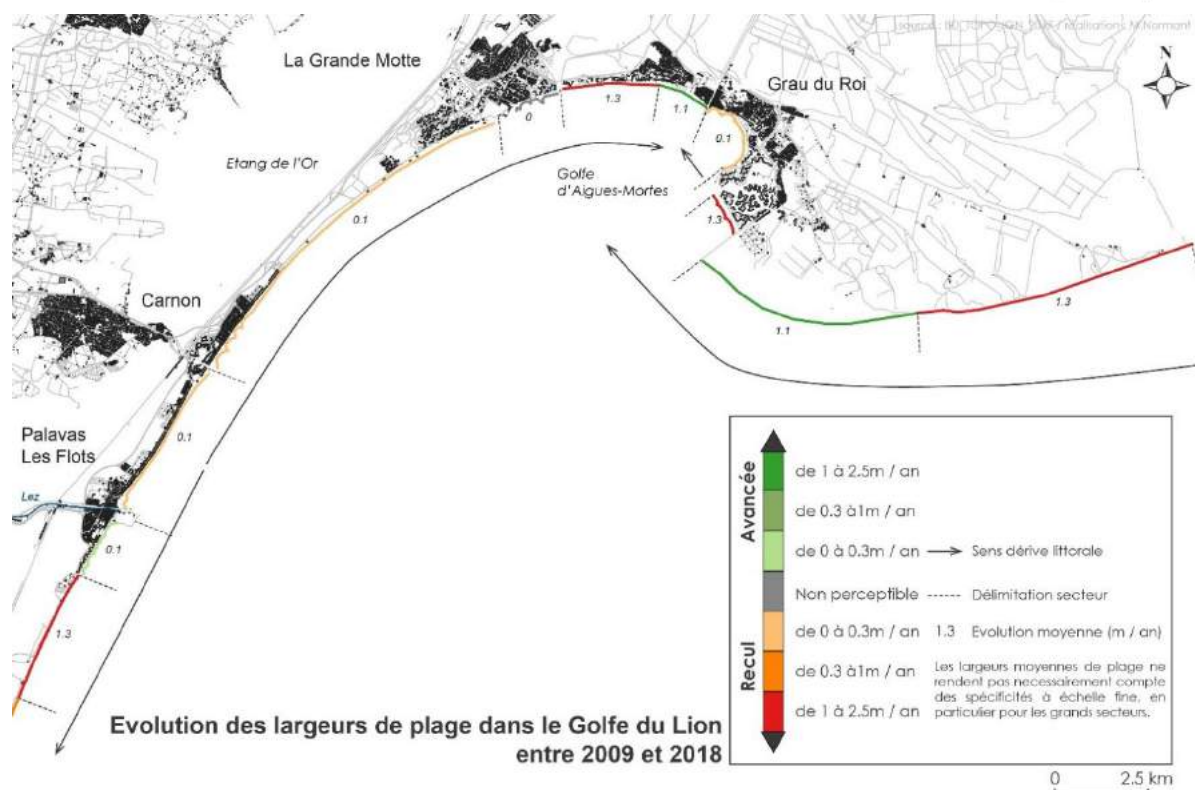 La Grande Motte
Grau du Roi
N
0
1.3
1.1
0.1
Etang de l'Or
Golfe
d'Aigues-Mortes
0.1
1.3
Carnon
1.1
1.3
Palavas
Les Flots
0.1
Lez
0.1
1.3
Avancée
Recul
de 1 à 2.5m / an
de 0.3 à 1m / an
de 0 à 0.3m / an
Sens dérive littorale
Non perceptible
Délimitation secteur
de 0 à 0.3m / an
1.3 Evolution moyenne (m / an)
de 0.3 à 1m / an
de 1 à 2.5m / an
Les largeurs moyennes de plage ne
rendent pas necessairement compte
des spécificités à échelle fine, en
particulier pour les grands secteurs.
Evolution des largeurs de plage dans le Golfe du Lion
entre 2009 et 2018
0 2.5 km